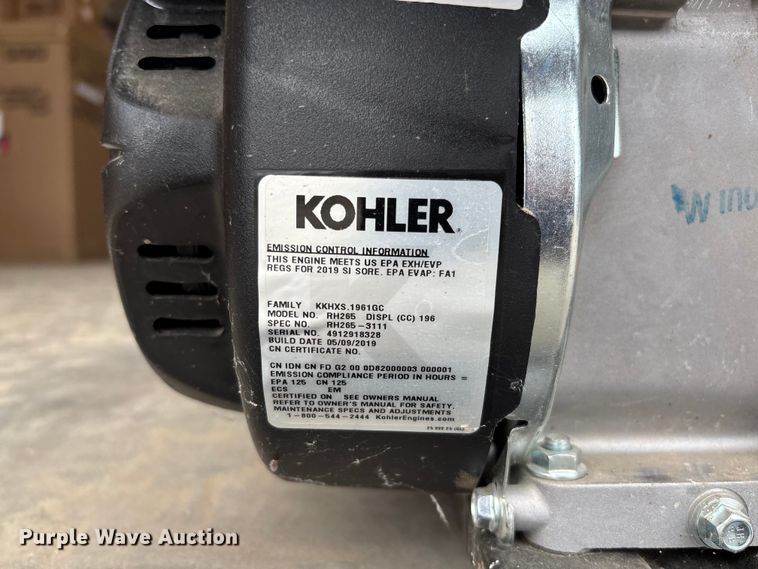 KOHLER
EMISSION CONTROL INFORMATION
THIS ENGINE MEETS US EPA EXH/EVP
REGS FOR 2019 SI SORE. EPA EVAP: FA1
FAMILY KKHXS.1961GC
MODEL NO. RH265 DISPL (CC) 196
SPEC NO. RH265-3111
SERIAL NO. 4912918328
BUILD DATE 05/09/2019
CN CERTIFICATE NO.
CN IDN CN FD G2 00 0D82000003 000001
EMISSION COMPLIANCE PERIOD IN HOURS =
EPA 125 CN 125
ECS EM
CERTIFIED ON SEE OWNERS MANUAL
REFER TO OWNER'S MANUAL FOR SAFETY,
MAINTENANCE SPECS AND ADJUSTMENTS
1-800-544-2444 KohlerEngines.com
Purple Wave Auction